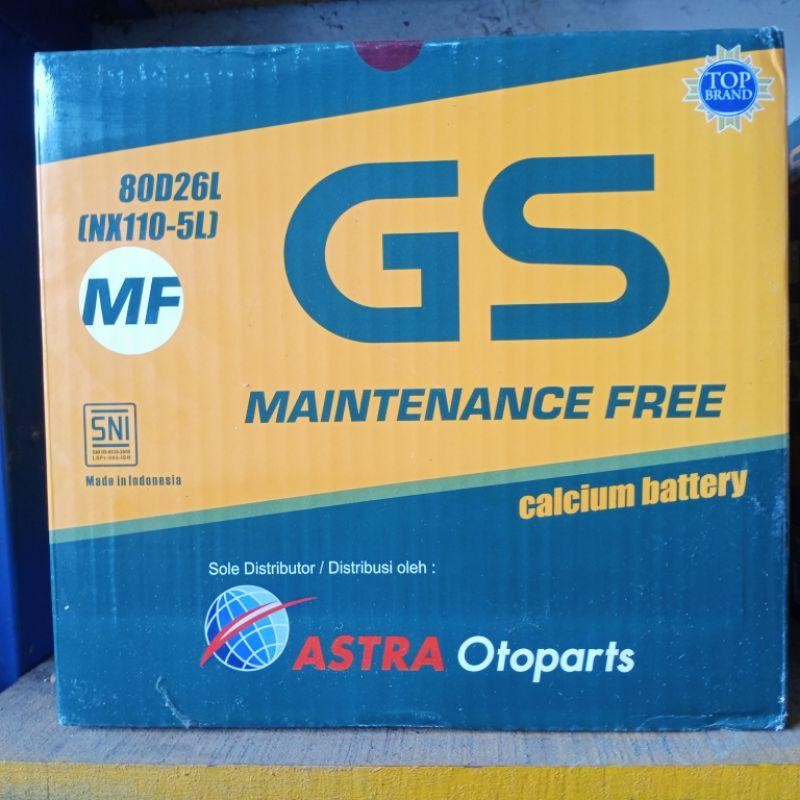 TOP
BRAND
80D26L
(NX110-5L)
MF
GS
MAINTENANCE FREE
SNI
Made in Indonesia
calcium battery
Sole Distributor / Distribusi oleh :
ASTRA Otoparts